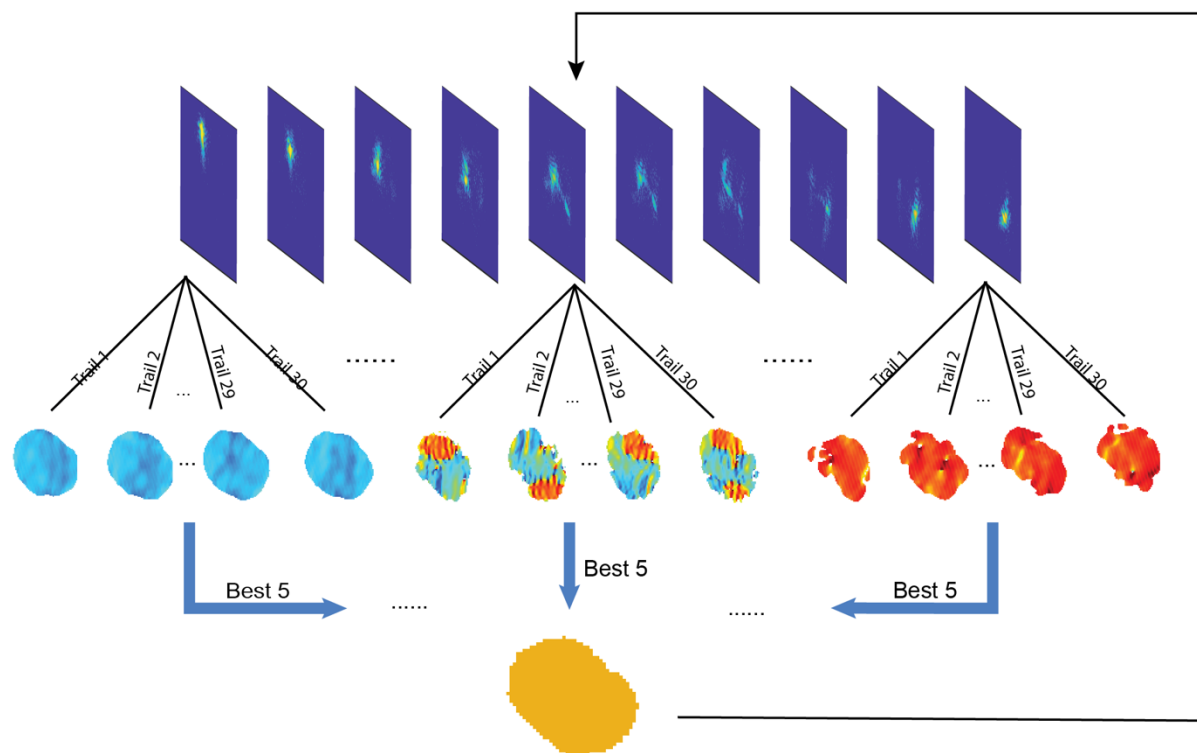 Trail 1
Trail 2
...
Trail 29
Trail 30
......
Trail 1
Trail 2
...
Trail 29
Trail 30
......
Trail 1
Trail 2
...
Trail 29
Trail 30
...
...
...
Best 5
......
Best 5
......
Best 5